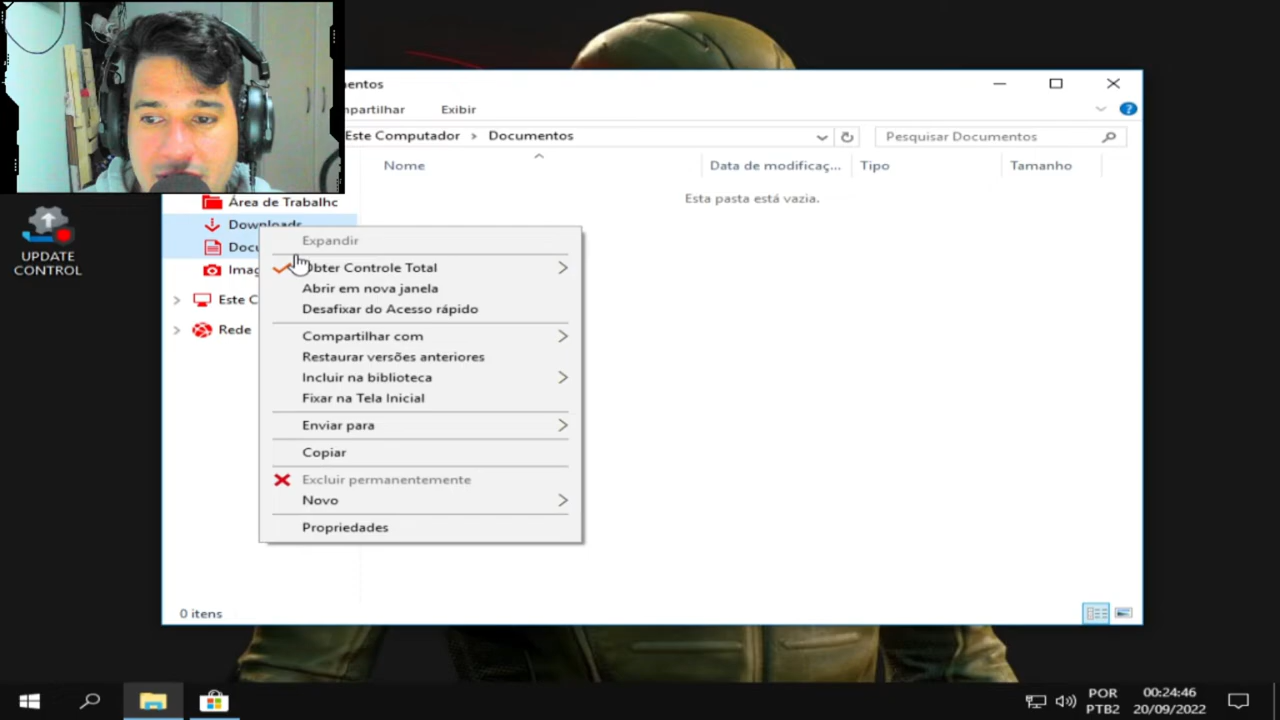 entos
mpartilhar Exibir
Este Computador > Documentos Pesquisar Documentos
Nome Data de modificaç... Tipo Tamanho
Esta pasta está vazia.
Área de Trabalhc
Downloads
Docu
Imag
Este C
Rede
UPDATE
CONTROL
Expandir
Obter Controle Total
Abrir em nova janela
Desafixar do Acesso rápido
Compartilhar com
Restaurar versões anteriores
Incluir na biblioteca
Fixar na Tela Inicial
Enviar para
Copiar
Excluir permanentemente
Novo
Propriedades
0 itens
POR 00:24:46
PTB2 20/09/2022